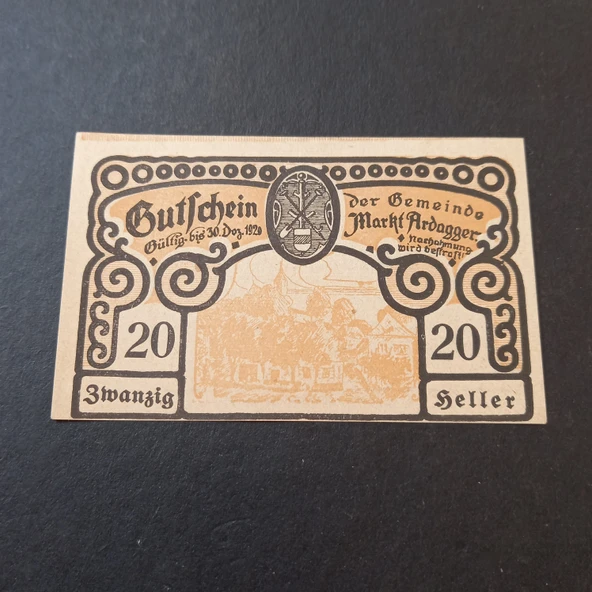 Gutschein
Gültig bis 30. Dez. 1920
der Gemeinde
Markt Ardagger
Nachahmung
wird bestraft!
20
20
Zwanzig
Heller